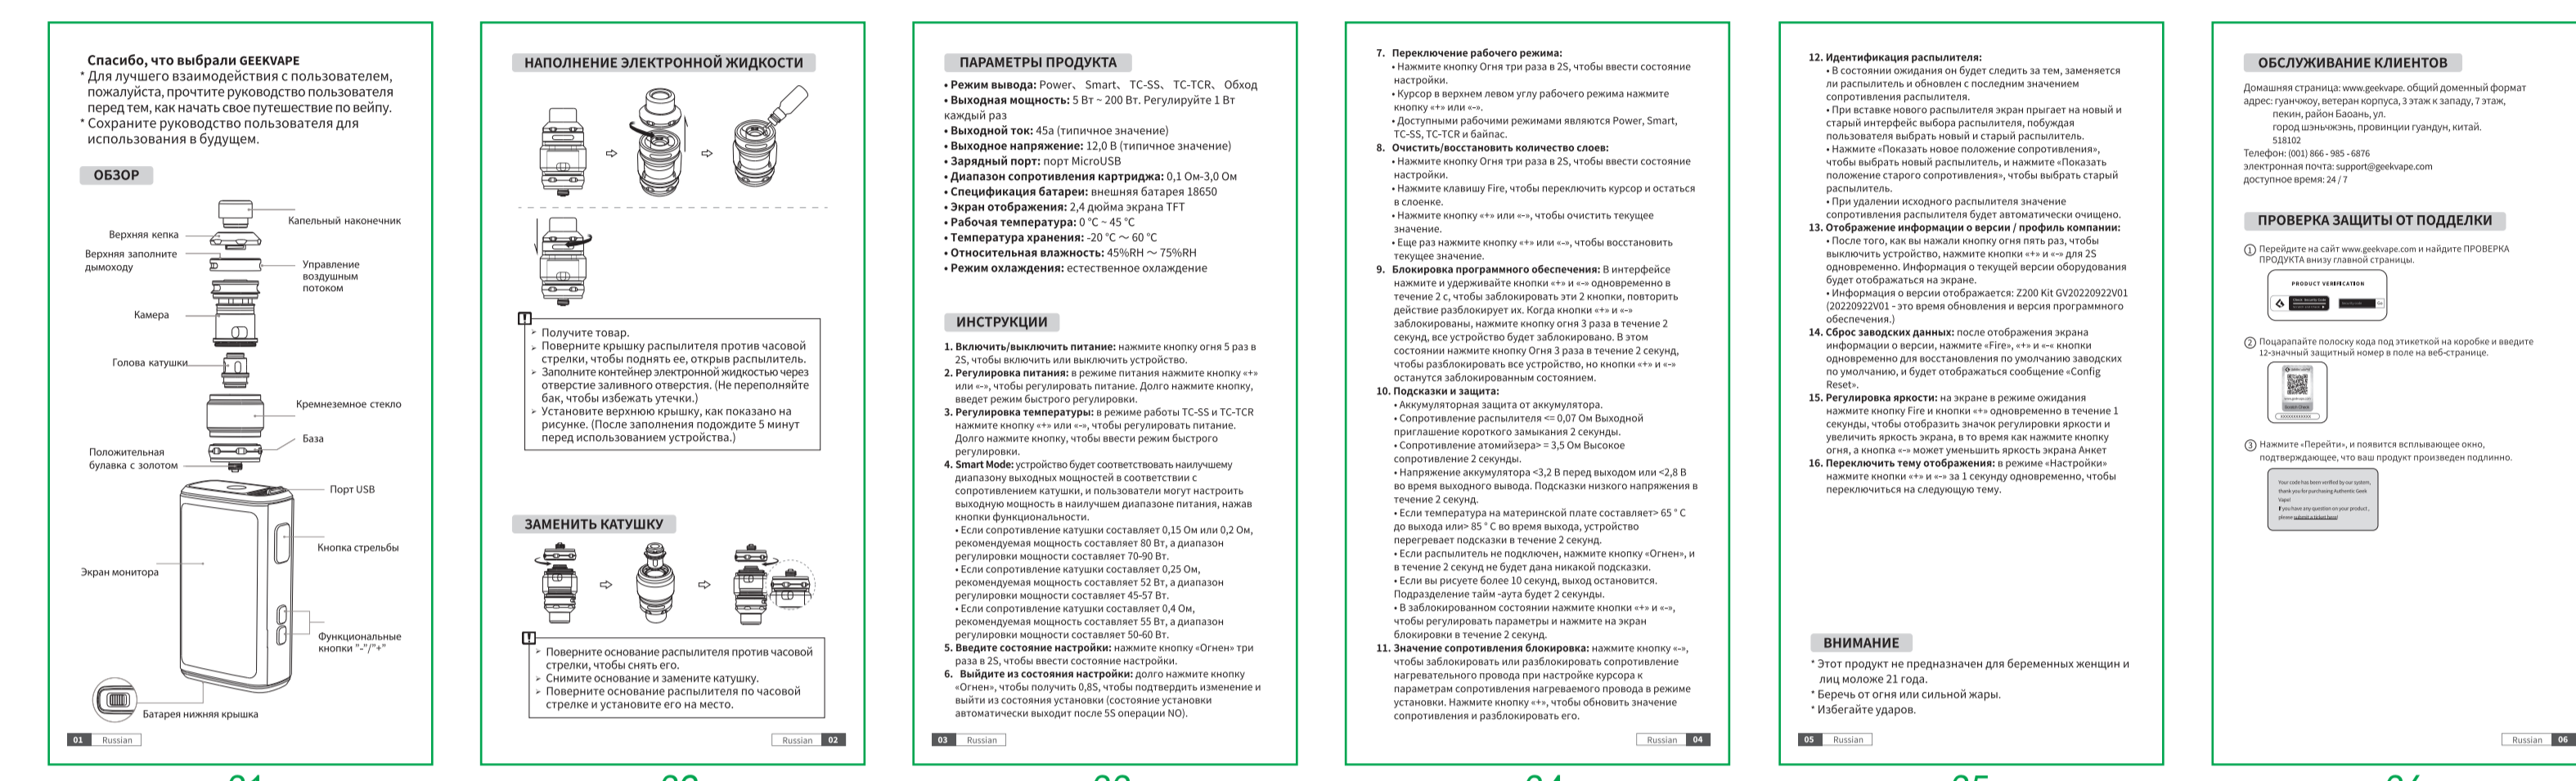 Спасибо, что выбрали GEEKVAPE
* Для лучшего взаимодействия с пользователем,
пожалуйста, прочтите руководство пользователя
перед тем, как начать свое путешествие по вейпу.
* Сохраните руководство пользователя для
использования в будущем.
ОБЗОР
Капельный наконечник
Верхняя кепка
Верхняя заполните
дымоходу
Управление
воздушным
потоком
Камера
Голова катушки
Кремнеземное стекло
База
Положительная
булавка с золотом
Порт USB
Кнопка стрельбы
Экран монитора
Функциональные
кнопки "-"/"+"
Батарея нижняя крышка
01 Russian
НАПОЛНЕНИЕ ЭЛЕКТРОННОЙ ЖИДКОСТИ
➢ Получите товар.
➢ Поверните крышку распылителя против часовой
стрелки, чтобы поднять ее, открыв распылитель.
➢ Заполните контейнер электронной жидкостью через
отверстие заливного отверстия. (Не переполняйте
бак, чтобы избежать утечки.)
➢ Установите верхнюю крышку, как показано на
рисунке. (После заполнения подождите 5 минут
перед использованием устройства.)
ЗАМЕНИТЬ КАТУШКУ
➢ Поверните основание распылителя против часовой
стрелки, чтобы снять его.
➢ Снимите основание и замените катушку.
➢ Поверните основание распылителя по часовой
стрелке и установите его на место.
Russian 02
ПАРАМЕТРЫ ПРОДУКТА
• Режим вывода: Power、 Smart、 TC-SS、 TC-TCR、 Обход
• Выходная мощность: 5 Вт ~ 200 Вт. Регулируйте 1 Вт
каждый раз
• Выходной ток: 45a (типичное значение)
• Выходное напряжение: 12,0 В (типичное значение)
• Зарядный порт: порт MicroUSB
• Диапазон сопротивления картриджа: 0,1 Ом-3,0 Ом
• Спецификация батареи: внешняя батарея 18650
• Экран отображения: 2,4 дюйма экрана TFT
• Рабочая температура: 0 °C ~ 45 °C
• Температура хранения: -20 °C ～ 60 °C
• Относительная влажность: 45%RH ～ 75%RH
• Режим охлаждения: естественное охлаждение
ИНСТРУКЦИИ
1. Включить/выключить питание: нажмите кнопку огня 5 раз в
2S, чтобы включить или выключить устройство.
2. Регулировка питания: в режиме питания нажмите кнопку «+»
или «-», чтобы регулировать питание. Долго нажмите кнопку,
введет режим быстрого регулировки.
3. Регулировка температуры: в режиме работы TC-SS и TC-TCR
нажмите кнопку «+» или «-», чтобы регулировать питание.
Долго нажмите кнопку, чтобы ввести режим быстрого
регулировки.
4. Smart Mode: устройство будет соответствовать наилучшему
диапазону выходных мощностей в соответствии с
сопротивлением катушки, и пользователи могут настроить
выходную мощность в наилучшем диапазоне питания, нажав
кнопки функциональности.
• Если сопротивление катушки составляет 0,15 Ом или 0,2 Ом,
рекомендуемая мощность составляет 80 Вт, а диапазон
регулировки мощности составляет 70-90 Вт.
• Если сопротивление катушки составляет 0,25 Ом,
рекомендуемая мощность составляет 52 Вт, а диапазон
регулировки мощности составляет 45-57 Вт.
• Если сопротивление катушки составляет 0,4 Ом,
рекомендуемая мощность составляет 55 Вт, а диапазон
регулировки мощности составляет 50-60 Вт.
5. Введите состояние настройки: нажмите кнопку «Огнен» три
раза в 2S, чтобы ввести состояние настройки.
6. Выйдите из состояния настройки: долго нажмите кнопку
«Огнен», чтобы получить 0,8S, чтобы подтвердить изменение и
выйти из состояния установки (состояние установки
автоматически выходит после 5S операции NO).
03 Russian
7. Переключение рабочего режима:
• Нажмите кнопку Огня три раза в 2S, чтобы ввести состояние
настройки.
• Курсор в верхнем левом углу рабочего режима нажмите
кнопку «+» или «-».
• Доступными рабочими режимами являются Power, Smart,
TC-SS, TC-TCR и байпас.
8. Очистить/восстановить количество слоев:
• Нажмите кнопку Огня три раза в 2S, чтобы ввести состояние
настройки.
• Нажмите клавишу Fire, чтобы переключить курсор и остаться
в слоенке.
• Нажмите кнопку «+» или «-», чтобы очистить текущее
значение.
• Еще раз нажмите кнопку «+» или «-», чтобы восстановить
текущее значение.
9. Блокировка программного обеспечения: В интерфейсе
нажмите и удерживайте кнопки «+» и «-» одновременно в
течение 2 с, чтобы заблокировать эти 2 кнопки, повторить
действие разблокирует их. Когда кнопки «+» и «-»
заблокированы, нажмите кнопку огня 3 раза в течение 2
секунд, все устройство будет заблокировано. В этом
состоянии нажмите кнопку Огня 3 раза в течение 2 секунд,
чтобы разблокировать все устройство, но кнопки «+» и «-»
останутся заблокированным состоянием.
10. Подсказки и защита:
• Аккумуляторная защита от аккумулятора.
• Сопротивление распылителя <= 0,07 Ом Выходной
приглашение короткого замыкания 2 секунды.
• Сопротивление атомийзера> = 3,5 Ом Высокое
сопротивление 2 секунды.
• Напряжение аккумулятора <3,2 В перед выходом или <2,8 В
во время выходного вывода. Подсказки низкого напряжения в
течение 2 секунд.
• Если температура на материнской плате составляет> 65 ° C
до выхода или> 85 ° C во время выхода, устройство
перегревает подсказки в течение 2 секунд.
• Если распылитель не подключен, нажмите кнопку «Огнен», и
в течение 2 секунд не будет дана никакой подсказки.
• Если вы рисуете более 10 секунд, выход остановится.
Подразделение тайм -аута будет 2 секунды.
• В заблокированном состоянии нажмите кнопки «+» и «-»,
чтобы регулировать параметры и нажмите на экран
блокировки в течение 2 секунд.
11. Значение сопротивления блокировка: нажмите кнопку «-»,
чтобы заблокировать или разблокировать сопротивление
нагревательного провода при настройке курсора к
параметрам сопротивления нагреваемого провода в режиме
установки. Нажмите кнопку «+», чтобы обновить значение
сопротивления и разблокировать его.
Russian 04
12. Идентификация распылителя:
• В состоянии ожидания он будет следить за тем, заменяется
ли распылитель и обновлен с последним значением
сопротивления распылителя.
• При вставке нового распылителя экран прыгает на новый и
старый интерфейс выбора распылителя, побуждая
пользователя выбрать новый и старый распылитель.
• Нажмите «Показать новое положение сопротивления»,
чтобы выбрать новый распылитель, и нажмите «Показать
положение старого сопротивления», чтобы выбрать старый
распылитель.
• При удалении исходного распылителя значение
сопротивления распылителя будет автоматически очищено.
13. Отображение информации о версии / профиль компании:
• После того, как вы нажали кнопку огня пять раз, чтобы
выключить устройство, нажмите кнопки «+» и «-» для 2S
одновременно. Информация о текущей версии оборудования
будет отображаться на экране.
• Информация о версии отображается: Z200 Kit GV20220922V01
(20220922V01 - это время обновления и версия программного
обеспечения.)
14. Сброс заводских данных: после отображения экрана
информации о версии, нажмите «Fire», «+» и «-« кнопки
одновременно для восстановления по умолчанию заводских
по умолчанию, и будет отображаться сообщение «Config
Reset».
15. Регулировка яркости: на экране в режиме ожидания
нажмите кнопку Fire и кнопки «+» одновременно в течение 1
секунды, чтобы отобразить значок регулировки яркости и
увеличить яркость экрана, в то время как нажмите кнопку
огня, а кнопка «-» может уменьшить яркость экрана Анкет
16. Переключить тему отображения: в режиме «Настройки»
нажмите кнопки «+» и «-» за 1 секунду одновременно, чтобы
переключиться на следующую тему.
ВНИМАНИЕ
* Этот продукт не предназначен для беременных женщин и
лиц моложе 21 года.
* Беречь от огня или сильной жары.
* Избегайте ударов.
05 Russian
ОБСЛУЖИВАНИЕ КЛИЕНТОВ
Домашняя страница: www.geekvape. общий доменный формат
адрес: гуанчжоу, ветеран корпуса, 3 этаж к западу, 7 этаж,
пекин, район Баоань, ул.
город шэньчжэнь, провинции гуандун, китай.
518102
Телефон: (001) 866 - 985 - 6876
электронная почта: support@geekvape.com
доступное время: 24 / 7
ПРОВЕРКА ЗАЩИТЫ ОТ ПОДДЕЛКИ
① Перейдите на сайт www.geekvape.com и найдите ПРОВЕРКА
ПРОДУКТА внизу главной страницы.
PRODUCT VERIFICATION
② Поцарапайте полоску кода под этикеткой на коробке и введите
12-значный защитный номер в поле на веб-странице.
③ Нажмите «Перейти», и появится всплывающее окно,
подтверждающее, что ваш продукт произведен подлинно.
Your code has been verified by our system,
thank you for purchasing Authentic Geek
Vape!
If you have any question on your product,
please submit a ticket here!
Russian 06